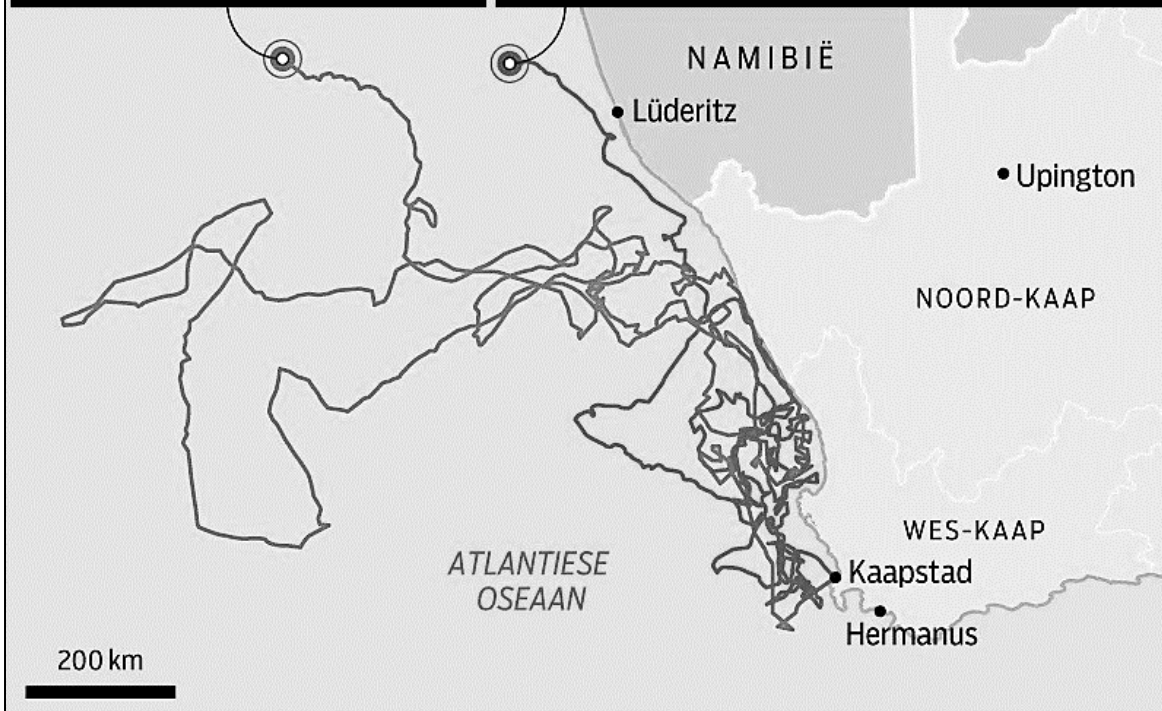 NAMIBIË
Lüderitz
Upington
NOORD-KAAP
WES-KAAP
ATLANTIESE
OSEAAN
Kaapstad
Hermanus
200 km